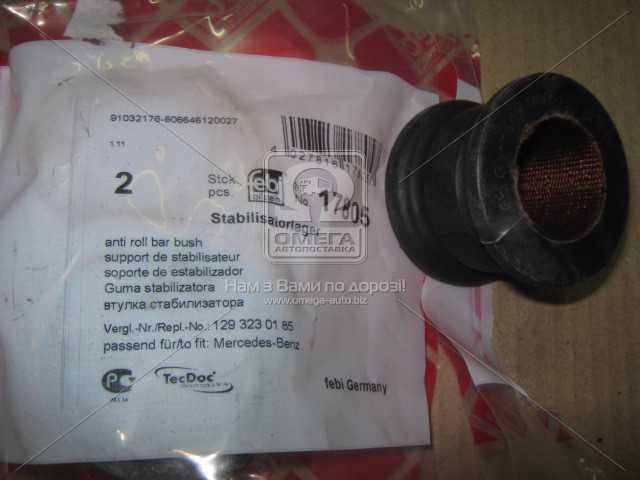 91032176-606646120027
1.11
2 Stck. pcs.
febi
bilstein
No.: 17805
Stabilisatorlager
anti roll bar bush
support de stabilisateur
soporte de estabilizador
Guma stabilizatora
втулка стабилизатора
Vergl.-Nr./Repl.-No.: 129 323 01 85
passend für/to fit: Mercedes-Benz
TecDoc
febi Germany
ОМЕГА
АВТОПОСТАВКА
Нам з Вами по дорозі!
www.omega-auto.biz